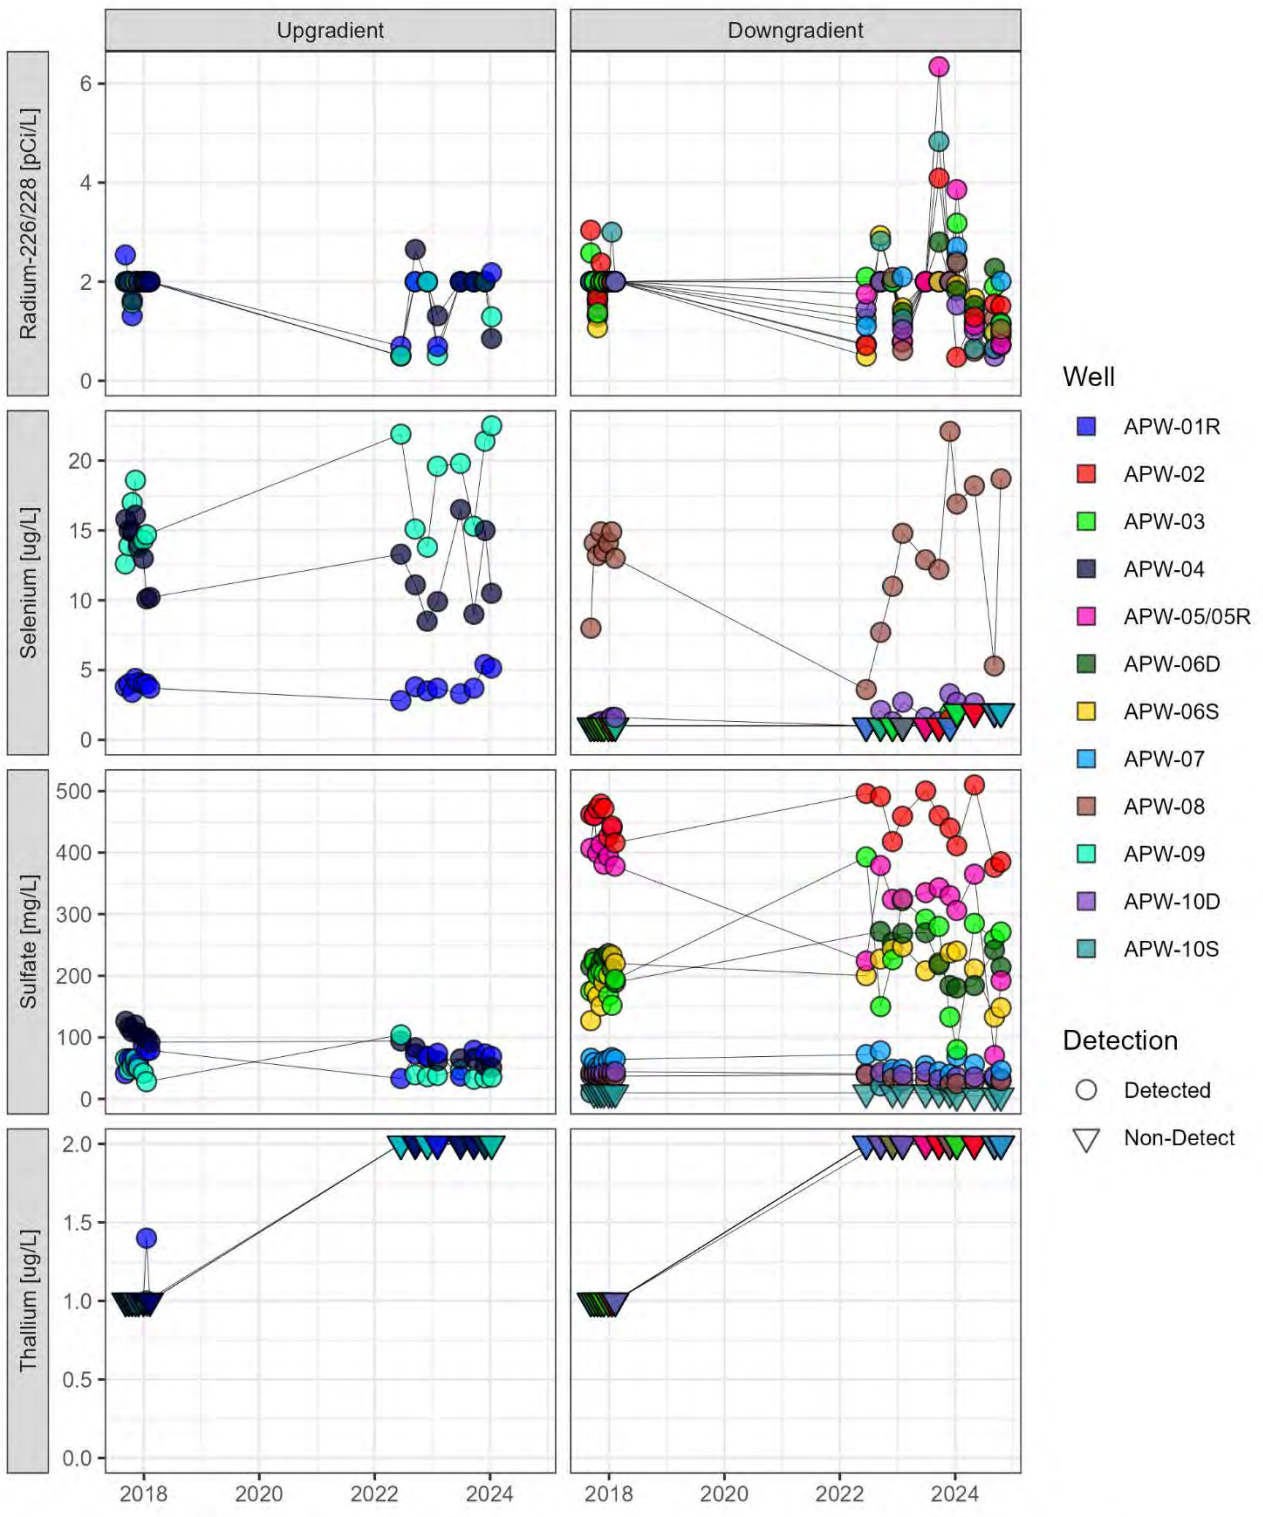 Upgradient
Downgradient
Radium-226/228 [pCi/L]
6
4
2
0
Selenium [ug/L]
20
15
10
5
0
Sulfate [mg/L]
500
400
300
200
100
0
Thallium [ug/L]
2.0
1.5
1.0
0.5
0.0
2018
2020
2022
2024
2018
2020
2022
2024
Well
APW-01R
APW-02
APW-03
APW-04
APW-05/05R
APW-06D
APW-06S
APW-07
APW-08
APW-09
APW-10D
APW-10S
Detection
Detected
Non-Detect